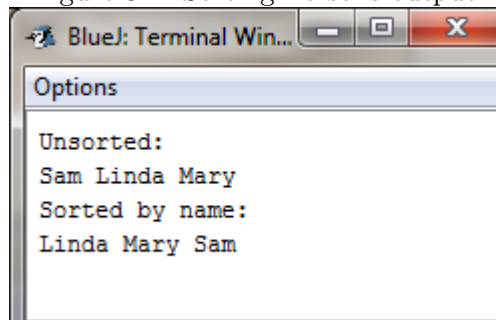 BlueJ: Terminal Win...
Options
Unsorted:
Sam Linda Mary
Sorted by name:
Linda Mary Sam